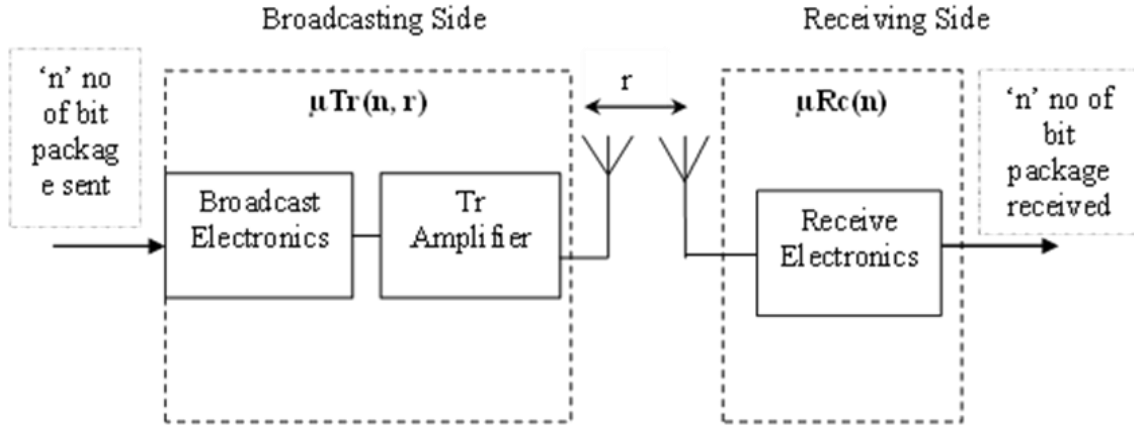 Broadcasting Side
Receiving Side
‘n’ no
of bit
packag
e sent
μTr(n, r)
r
μRc(n)
‘n’ no of
bit
package
received
Broadcast
Electronics
Tr
Amplifier
Receive
Electronics